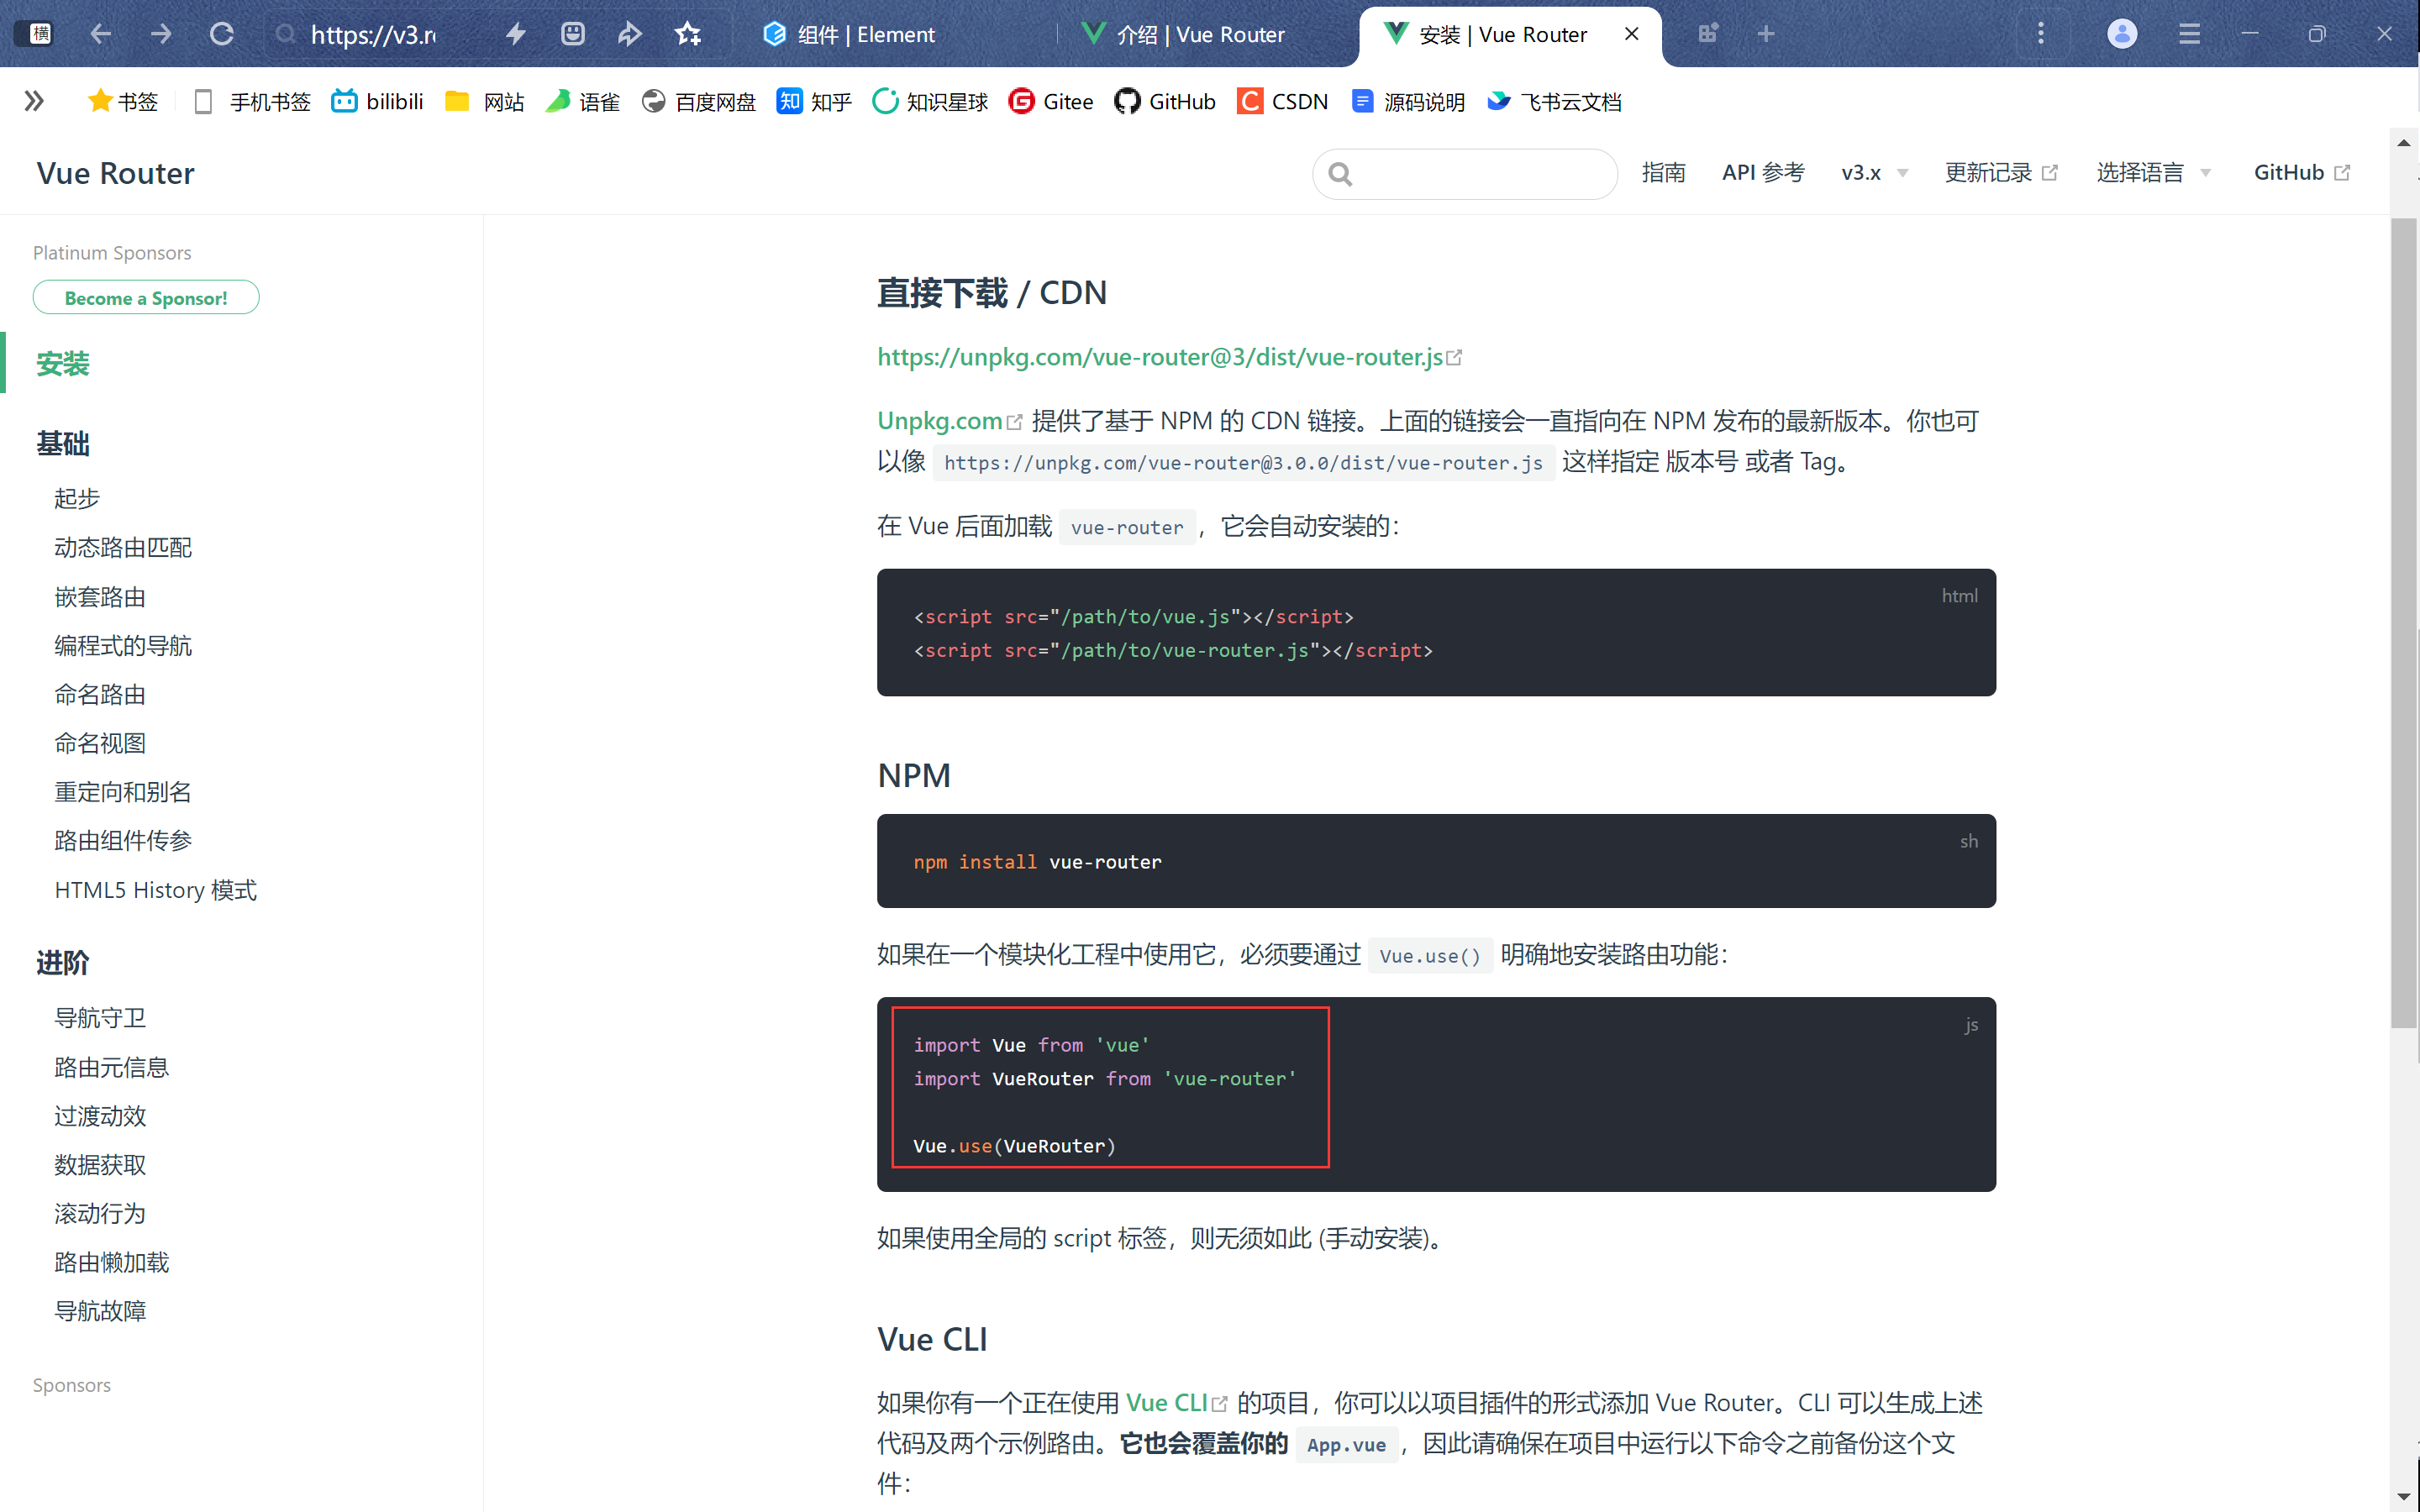 横
https://v3.r
组件 | Element
介绍 | Vue Router
安装 | Vue Router
书签
手机书签
bilibili
网站
语雀
百度网盘
知 知乎
知识星球
Gitee
GitHub
CSDN
源码说明
飞书云文档
Vue Router
指南
API 参考
v3.x
更新记录
选择语言
GitHub
Platinum Sponsors
Become a Sponsor!
安装
基础
起步
动态路由匹配
嵌套路由
编程式的导航
命名路由
命名视图
重定向和别名
路由组件传参
HTML5 History 模式
进阶
导航守卫
路由元信息
过渡动效
数据获取
滚动行为
路由懒加载
导航故障
Sponsors
直接下载 / CDN
https://unpkg.com/vue-router@3/dist/vue-router.js
Unpkg.com 提供了基于 NPM 的 CDN 链接。上面的链接会一直指向在 NPM 发布的最新版本。你也可
以像 https://unpkg.com/vue-router@3.0.0/dist/vue-router.js 这样指定 版本号 或者 Tag。
在 Vue 后面加载 vue-router，它会自动安装的：
html
<script src="/path/to/vue.js"></script>
<script src="/path/to/vue-router.js"></script>
NPM
sh
npm install vue-router
如果在一个模块化工程中使用它，必须要通过 Vue.use() 明确地安装路由功能：
js
import Vue from 'vue'
import VueRouter from 'vue-router'
Vue.use(VueRouter)
如果使用全局的 script 标签，则无须如此 (手动安装)。
Vue CLI
如果你有一个正在使用 Vue CLI 的项目，你可以以项目插件的形式添加 Vue Router。CLI 可以生成上述
代码及两个示例路由。它也会覆盖你的 App.vue，因此请确保在项目中运行以下命令之前备份这个文
件：